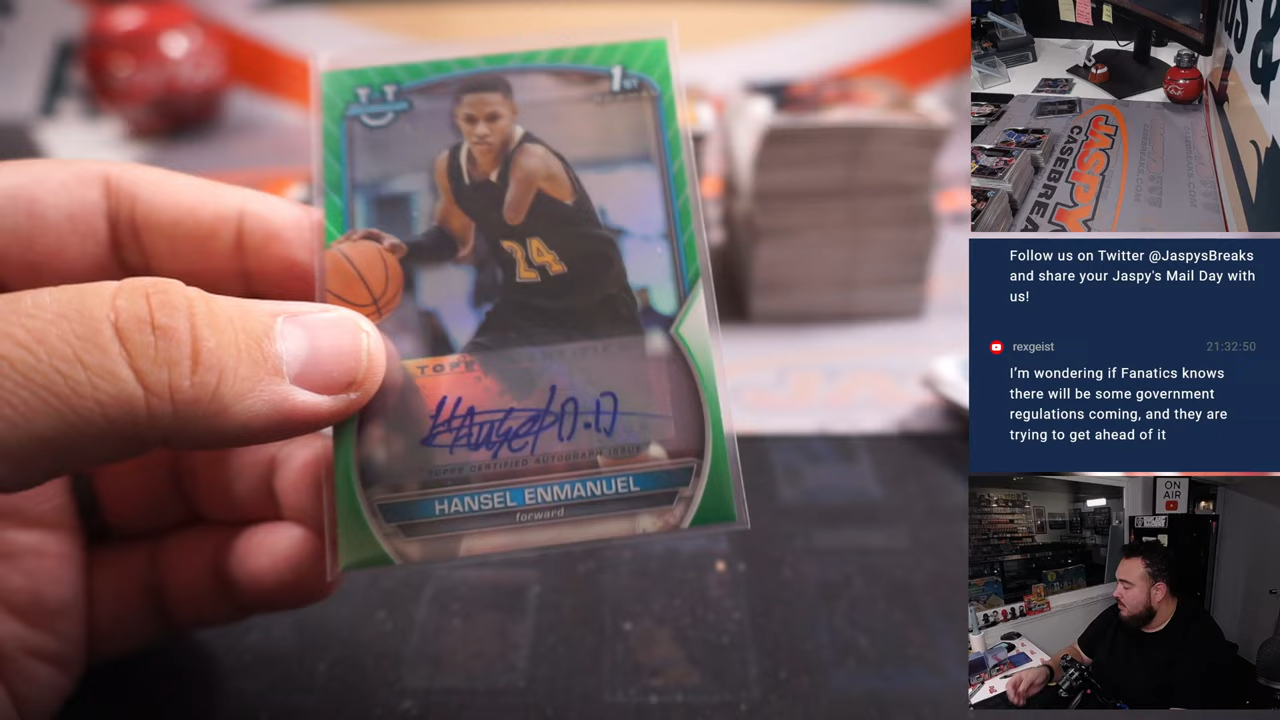 1ST
24
TOPPS CERTIFIED AUTOGRAPH ISSUE
HANSEL ENMANUEL
forward
JASPY
CASEBREA
Follow us on Twitter @JaspysBreaks
and share your Jaspy's Mail Day with
us!
rexgeist
21:32:50
I’m wondering if Fanatics knows
there will be some government
regulations coming, and they are
trying to get ahead of it
ON
AIR